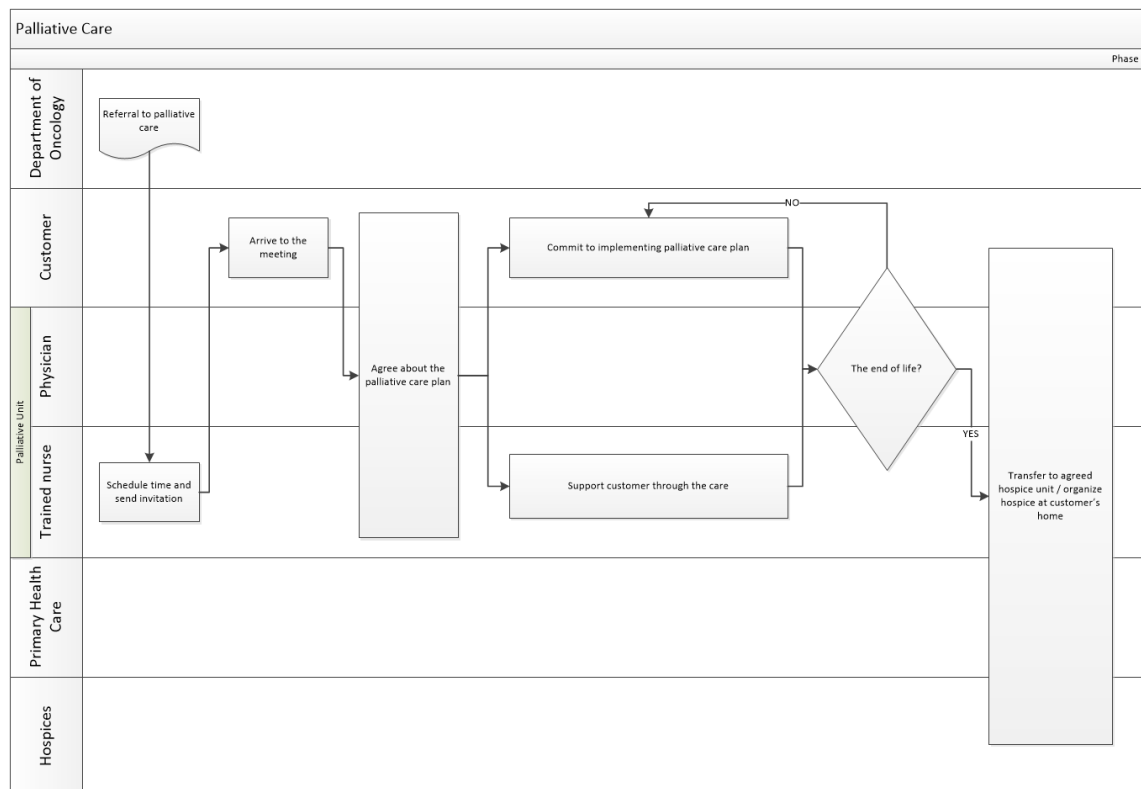 Palliative Care
Phase
Department of
Oncology
Referral to palliative
care
Customer
Arrive to the
meeting
Commit to implementing palliative care plan
NO
Palliative Unit
Physician
Agree about the
palliative care plan
The end of life?
YES
Trained nurse
Schedule time and
send invitation
Support customer through the care
Transfer to agreed
hospice unit / organize
hospice at customer´s
home
Primary Health
Care
Hospices